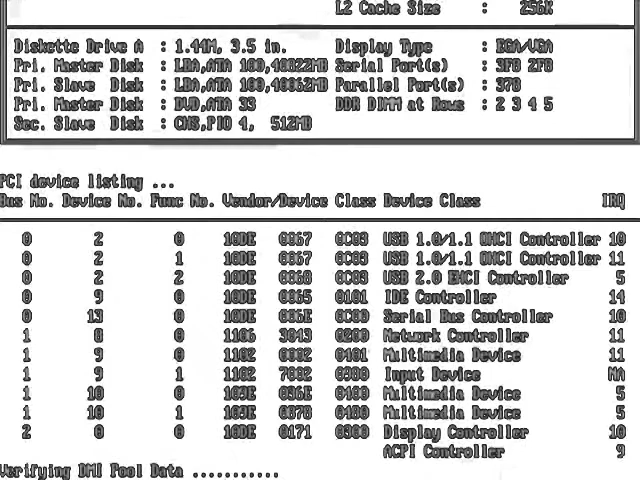 L2 Cache Size : 256K
Diskette Drive A : 1.44M, 3.5 in. Display Type : EGA/VGA
Pri. Master Disk : LBA,ATA 100,40022MB Serial Port(s) : 3F8 2F8
Pri. Slave Disk : LBA,ATA 100,40062MB Parallel Port(s) : 378
Pri. Master Disk : DVD,ATA 33 DDR DIMM at Rows : 2 3 4 5
Sec. Slave Disk : CHS,PIO 4, 512MB
PCI device listing ...
Bus No. Device No. Func No. Vendor/Device Class Device Class IRQ
0 2 0 10DE 0067 0C03 USB 1.0/1.1 OHCI Controller 10
0 2 1 10DE 0067 0C03 USB 1.0/1.1 OHCI Controller 11
0 2 2 10DE 0068 0C03 USB 2.0 EHCI Controller 5
0 9 0 10DE 0065 0101 IDE Controller 14
0 13 0 10DE 006E 0C00 Serial Bus Controller 10
1 8 0 1106 3043 0200 Network Controller 11
1 9 0 1102 0002 0401 Multimedia Device 11
1 9 1 1102 7002 0980 Input Device NA
1 10 0 109E 036E 0400 Multimedia Device 5
1 10 1 109E 0878 0480 Multimedia Device 5
2 0 0 10DE 0171 0300 Display Controller 10
ACPI Controller 9
Verifying DMI Pool Data ...........